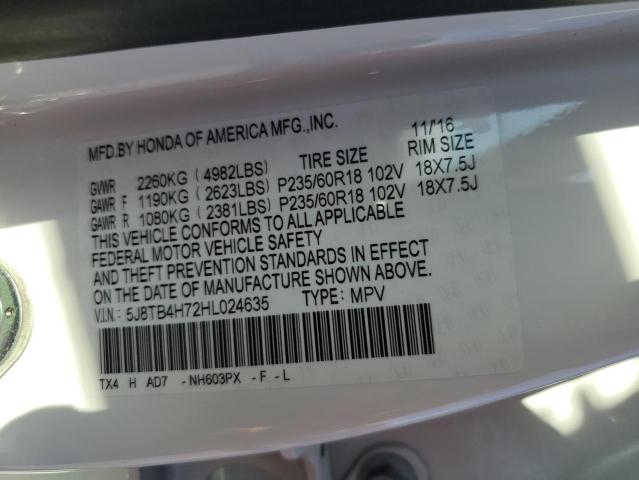 MFD. BY HONDA OF AMERICA MFG., INC. 11/'16
TIRE SIZE RIM SIZE
GVWR 2260KG ( 4982LBS)
GAWR F 1190KG ( 2623LBS) P235/60R18 102V 18X7.5J
GAWR R 1080KG ( 2381LBS) P235/60R18 102V 18X7.5J
THIS VEHICLE CONFORMS TO ALL APPLICABLE
FEDERAL MOTOR VEHICLE SAFETY
AND THEFT PREVENTION STANDARDS IN EFFECT
ON THE DATE OF MANUFACTURE SHOWN ABOVE.
V.I.N.: 5J8TB4H72HL024635 TYPE: MPV
TX4 H AD7 - NH603PX - F - L